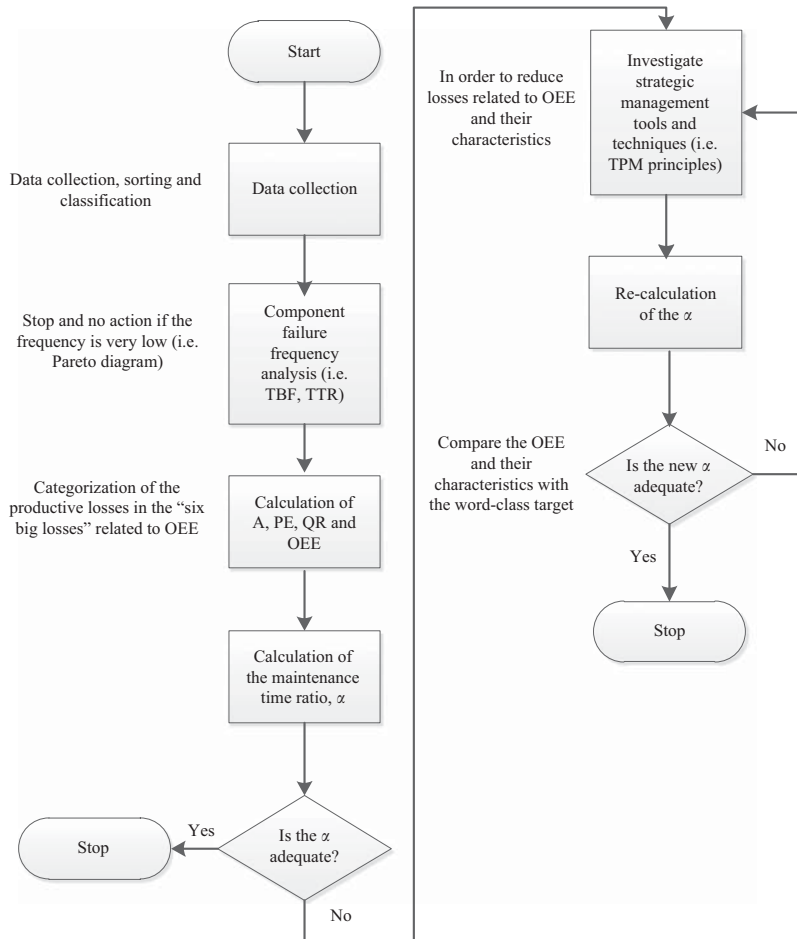 Start
Data collection, sorting and
classification
Data collection
Stop and no action if the
frequency is very low (i.e.
Pareto diagram)
Component
failure
frequency
analysis (i.e.
TBF, TTR)
Categorization of the
productive losses in the “six
big losses” related to OEE
Calculation of
A, PE, QR and
OEE
Calculation of
the maintenance
time ratio, α
Is the α
adequate?
Yes
Stop
No
In order to reduce
losses related to OEE
and their
characteristics
Investigate
strategic
management
tools and
techniques (i.e.
TPM principles)
Re-calculation
of the α
Compare the OEE
and their
characteristics with
the word-class target
Is the new α
adequate?
No
Yes
Stop